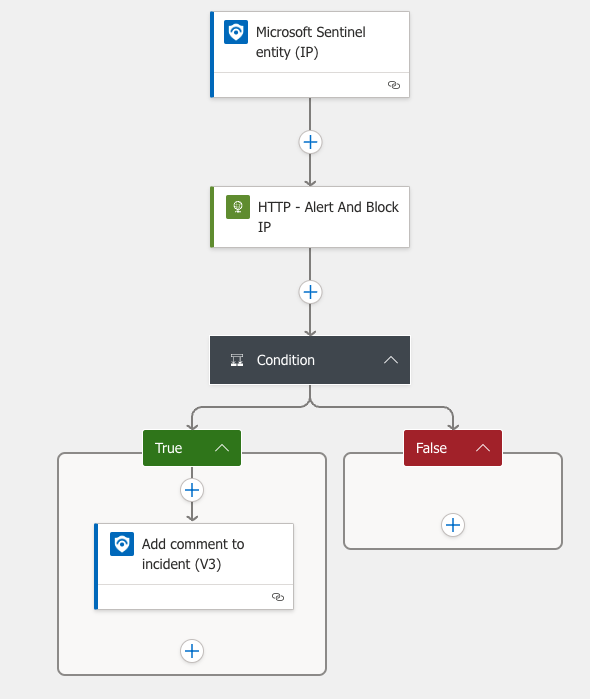 Microsoft Sentinel
entity (IP)
HTTP - Alert And Block
IP
Condition
True
False
Add comment to
incident (V3)